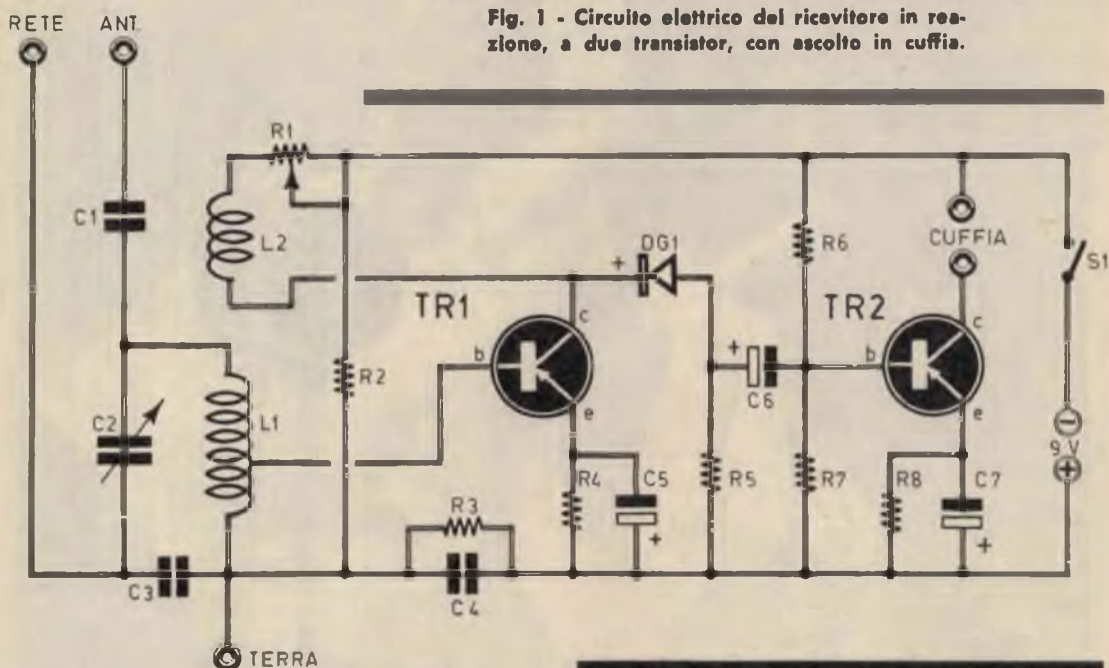 Fig. 1 - Circuito elettrico del ricevitore in rea-
zione, a due transistor, con ascolto in cuffia.
RETE
ANT.
R1
C1
L2
DG1
+
R6
CUFFIA
S1
TR1
c
b
e
TR2
c
b
e
R2
+
C6
C2
L1
9 V
-
+
R3
R4
C5
+
R5
R7
R8
C7
+
C3
C4
TERRA